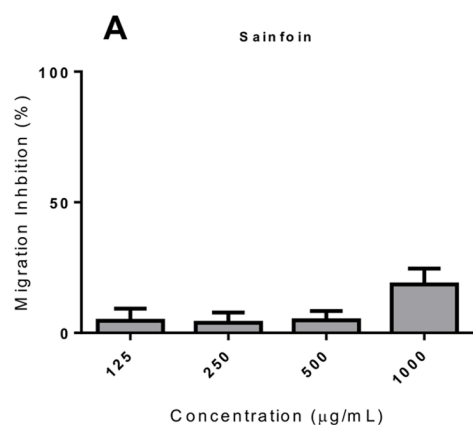 A
Sainfoin
Migration Inhbition (%)
100
50
0
125
250
500
1000
Concentration (μg/mL)